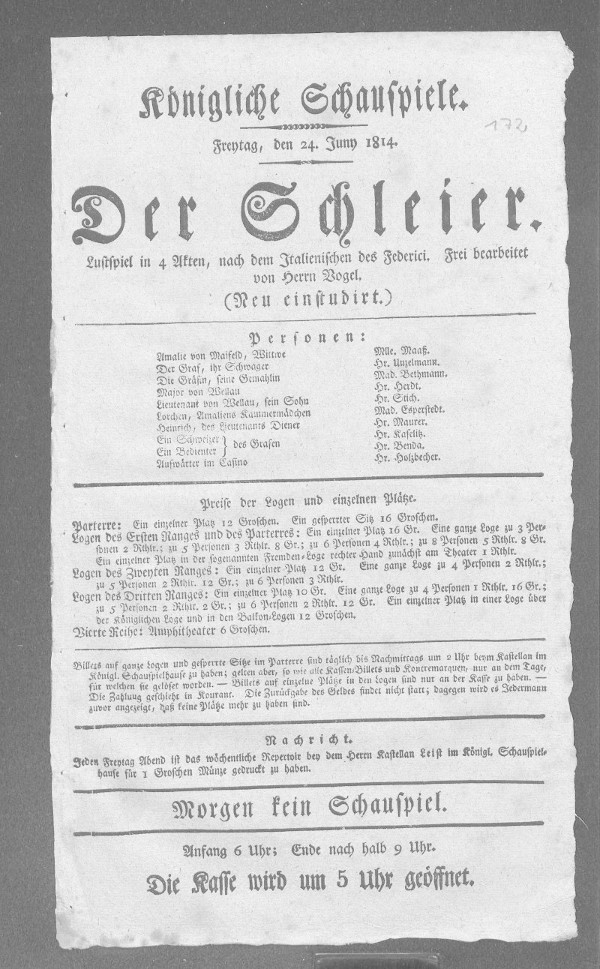 Königliche Schauspiele.
172
Freytag, den 24. Juny 1814.
Der Schleier.
Lustspiel in 4 Akten, nach dem Italienischen des Federici. Frei bearbeitet
von Herrn Vogel.
(Neu einstudirt.)
Personen:
Amalie von Maifeld, Wittwe Mlle. Maaß.
Der Graf, ihr Schwager Hr. Unzelmann.
Die Gräfin, seine Gemahlin Mad. Bethmann.
Major von Wellau Hr. Herdt.
Lieutenant von Wellau, sein Sohn Hr. Stich.
Lorchen, Amaliens Kammermädchen Mad. Esperstedt.
Heinrich, des Lieutenants Diener Hr. Maurer.
Ein Schweizer } des Grafen Hr. Kaselitz.
Ein Bedienter } Hr. Benda.
Aufwärter im Casino Hr. Holzbecher.
Preise der Logen und einzelnen Plätze.
Parterre: Ein einzelner Platz 12 Groschen. Ein gesperrter Sitz 16 Groschen.
Logen des Ersten Ranges und des Parterres: Ein einzelner Platz 16 Gr. Eine ganze Loge zu 3 Per-
sonen 2 Rthlr.; zu 5 Personen 3 Rthlr. 8 Gr.; zu 6 Personen 4 Rthlr.; zu 8 Personen 5 Rthlr. 8 Gr.
Ein einzelner Platz in der sogenannten Fremden-Loge rechter Hand zunächst am Theater 1 Rthlr.
Logen des Zweyten Ranges: Ein einzelner Platz 12 Gr. Eine ganze Loge zu 4 Personen 2 Rthlr.;
zu 5 Personen 2 Rthlr. 12 Gr.; zu 6 Personen 3 Rthlr.
Logen des Dritten Ranges: Ein einzelner Platz 10 Gr. Eine ganze Loge zu 4 Personen 1 Rthlr. 16 Gr.;
zu 5 Personen 2 Rthlr. 2 Gr.; zu 6 Personen 2 Rthlr. 12 Gr. Ein einzelner Platz in einer Loge über
der Königlichen Loge und in den Balkon-Logen 12 Groschen.
Vierte Reihe: Amphitheater 6 Groschen.
Billets auf ganze Logen und gesperrte Sitze im Parterre sind täglich bis Nachmittags um 2 Uhr beym Kastellan im
Königl. Schauspielhause zu haben; gelten aber, so wie alle Kassen-Billets und Kontremarquen, nur an dem Tage,
für welchen sie gelöset worden. — Billets auf einzelne Plätze in den Logen sind nur an der Kasse zu haben. —
Die Zahlung geschieht in Kourant. Die Zurückgabe des Geldes findet nicht statt; dagegen wird es Jedermann
zuvor angezeigt, daß keine Plätze mehr zu haben sind.
Nachricht.
Jeden Freytag Abend ist das wöchentliche Repertoir bey dem Herrn Kastellan Leist im Königl. Schauspiel-
hause für 1 Groschen Münze gedruckt zu haben.
Morgen kein Schauspiel.
Anfang 6 Uhr; Ende nach halb 9 Uhr.
Die Kasse wird um 5 Uhr geöffnet.